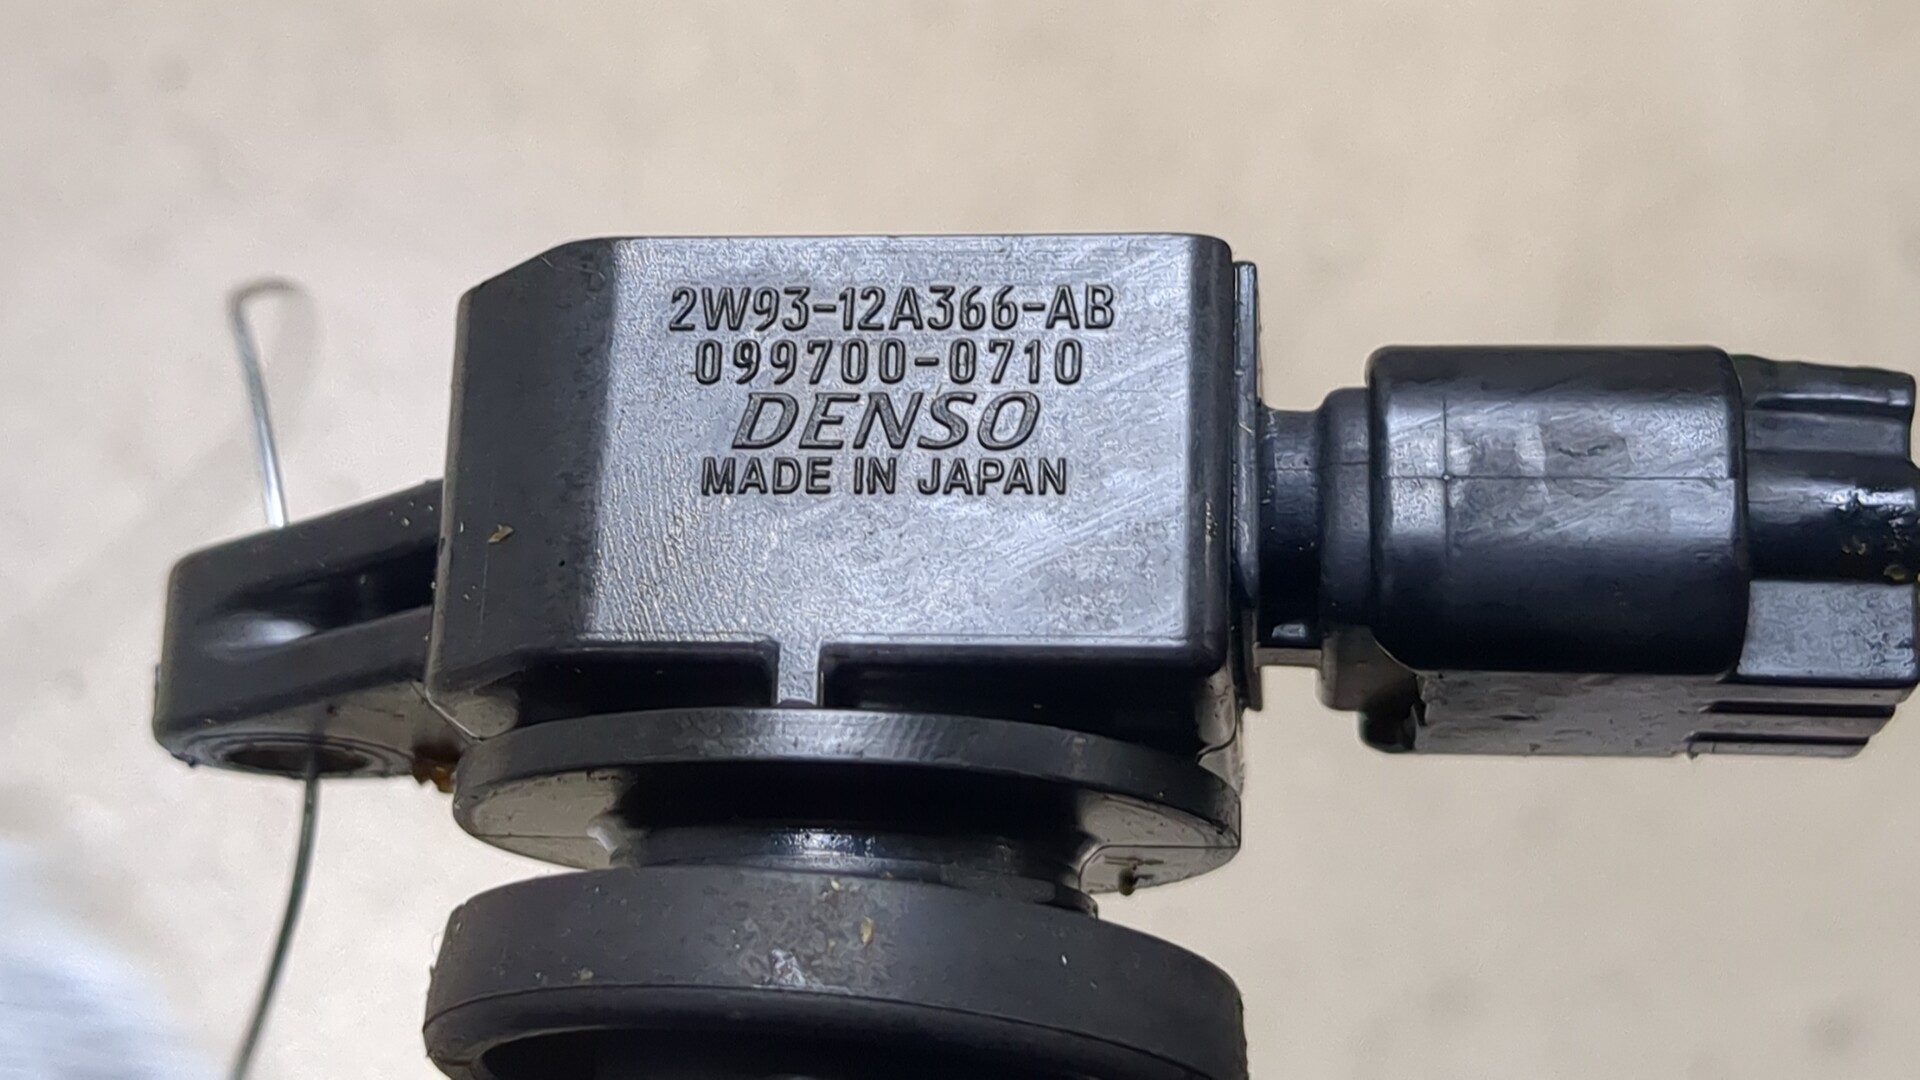 2W93-12A366-AB
099700-0710
DENSO
MADE IN JAPAN